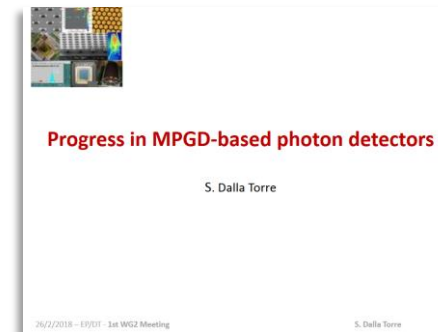 Progress in MPGD-based photon detectors
S. Dalla Torre
26/2/2018 – EP/DT - 1st WG2 Meeting S. Dalla Torre